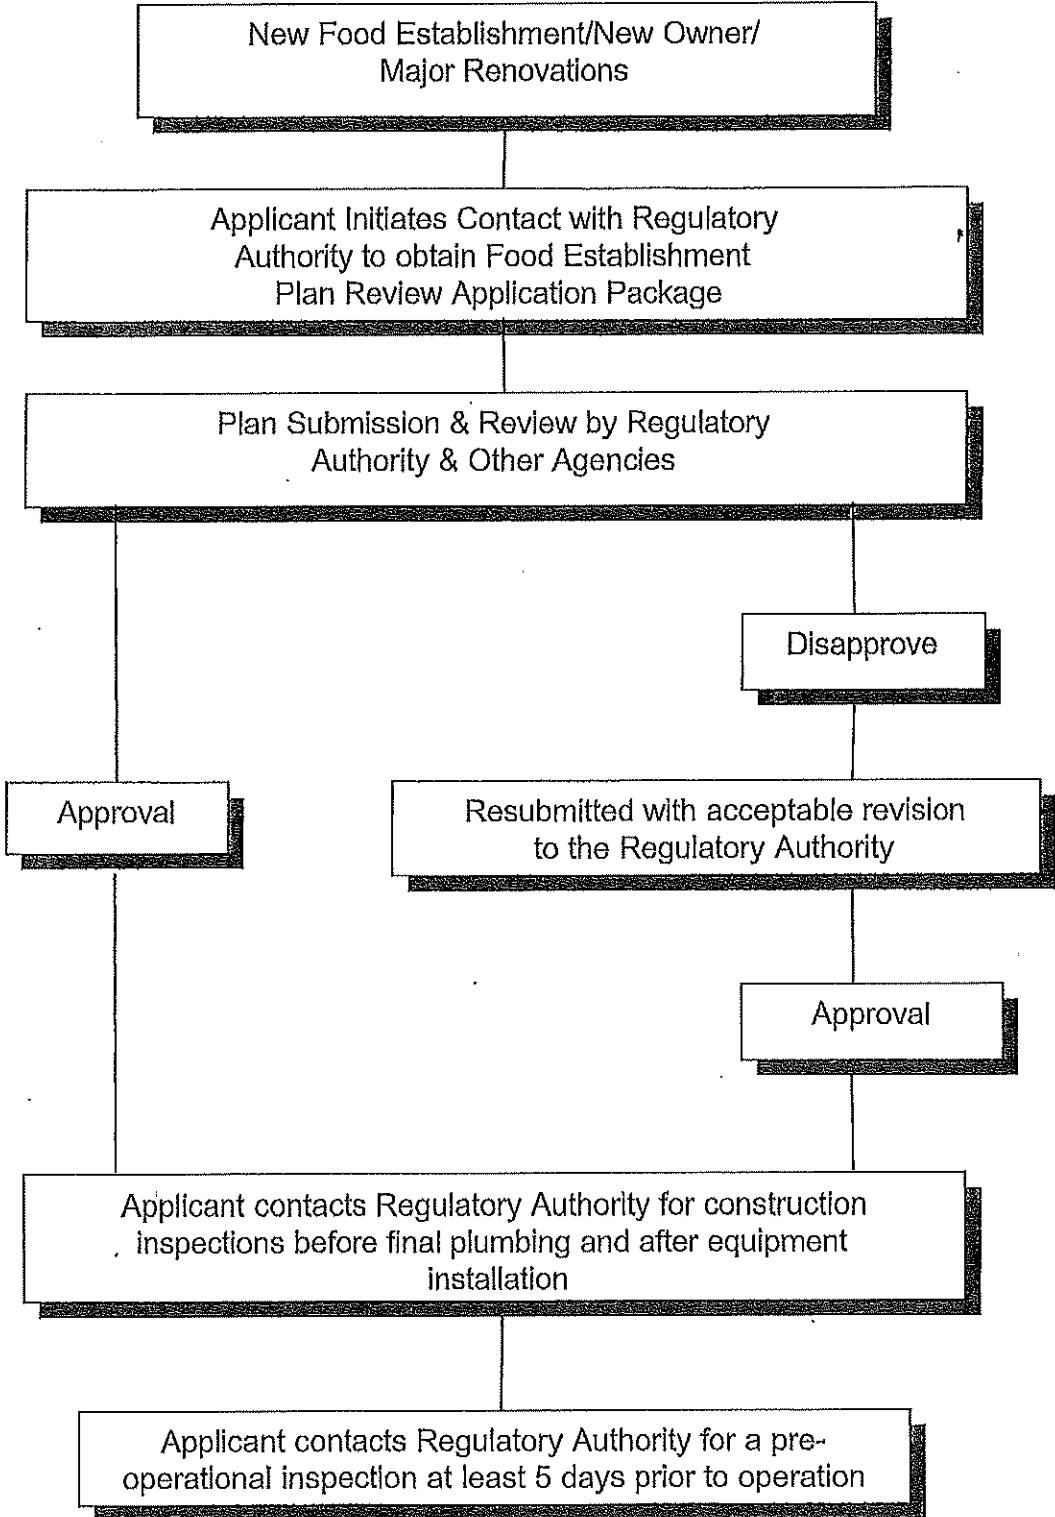 New Food Establishment/New Owner/
Major Renovations
Applicant Initiates Contact with Regulatory
Authority to obtain Food Establishment
Plan Review Application Package
Plan Submission & Review by Regulatory
Authority & Other Agencies
Disapprove
Approval
Resubmitted with acceptable revision
to the Regulatory Authority
Approval
Applicant contacts Regulatory Authority for construction
inspections before final plumbing and after equipment
installation
Applicant contacts Regulatory Authority for a pre-
operational inspection at least 5 days prior to operation